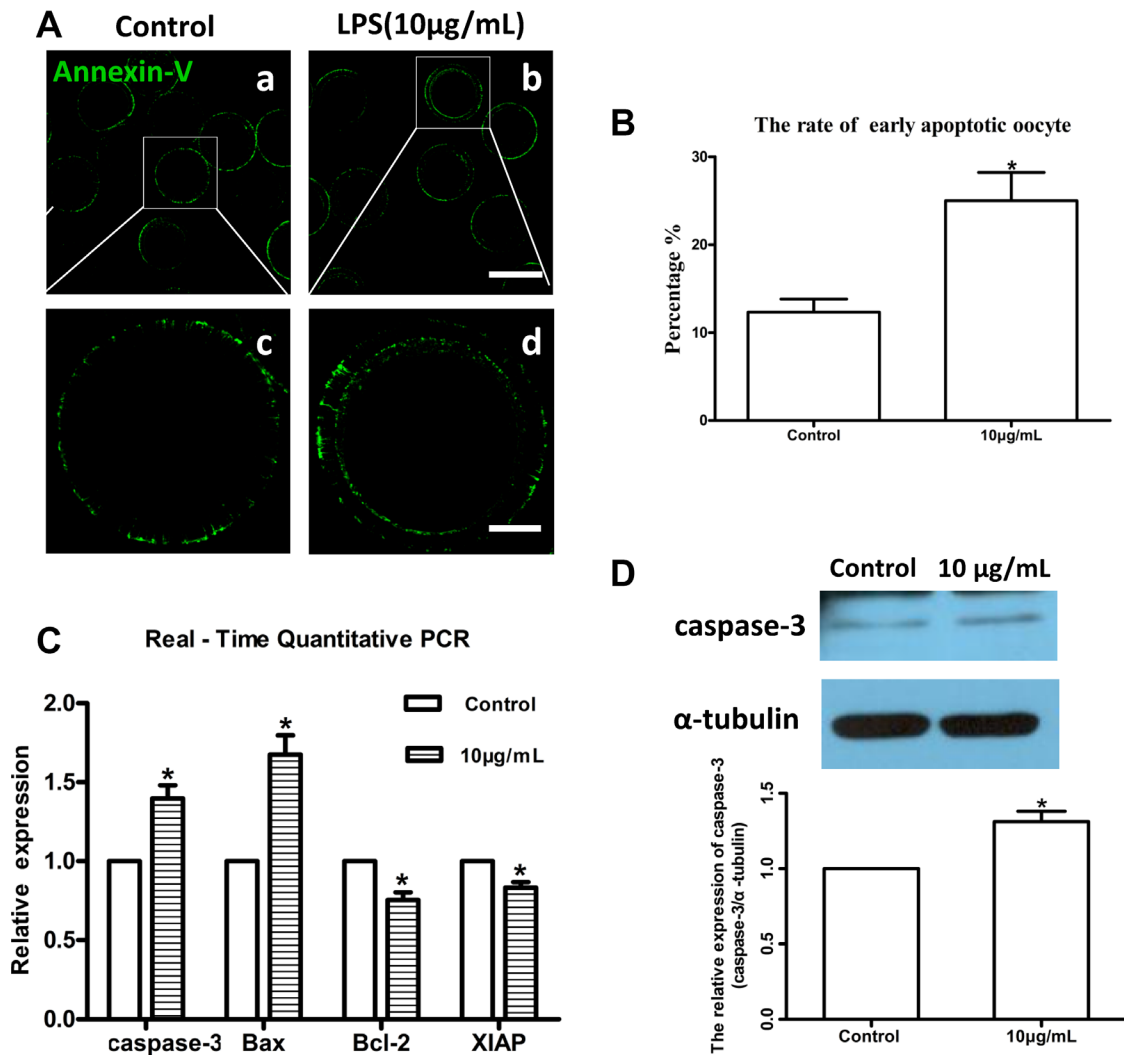 A
Control
LPS(10μg/mL)
Annexin-V
a
b
c
d
B
The rate of early apoptotic oocyte
Percentage %
30
20
10
0
*
Control
10μg/mL
C
Real - Time Quantitative PCR
Relative expression
2.0
1.5
1.0
0.5
0.0
Control
10μg/mL
*
*
*
*
caspase-3
Bax
Bcl-2
XIAP
D
Control
10 μg/mL
caspase-3
α-tubulin
The relative expression of caspase-3
(caspase-3/α -tubulin)
1.5
1.0
0.5
0.0
*
Control
10μg/mL